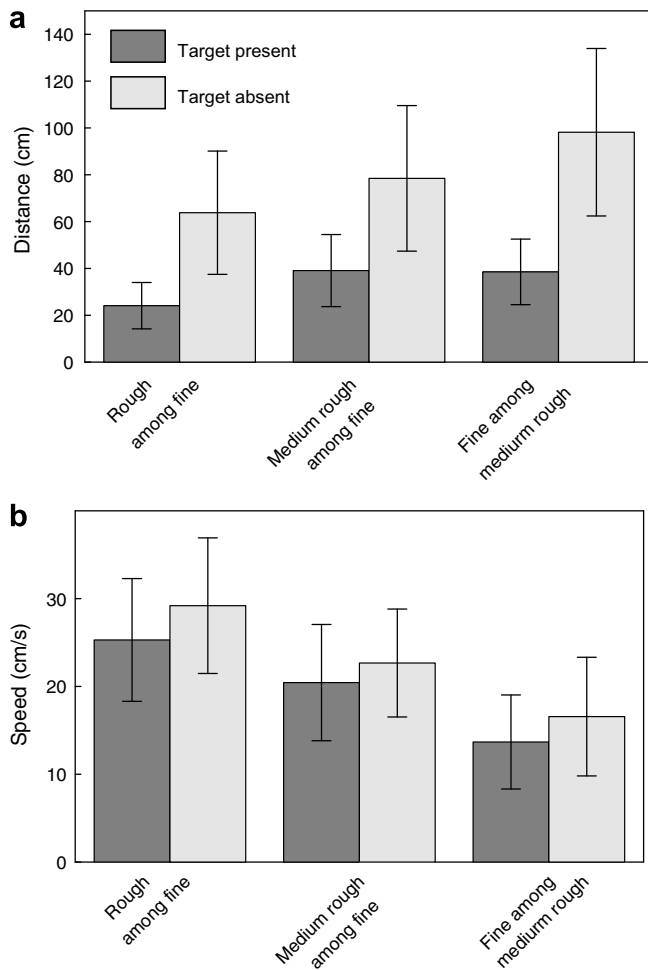 a
140
120
100
80
60
40
20
0
Distance (cm)
Target present
Target absent
Rough
among fine
Medium rough
among fine
Fine among
mediurm rough
b
30
20
10
0
Speed (cm/s)
Rough
among fine
Medium rough
among fine
Fine among
mediurm rough